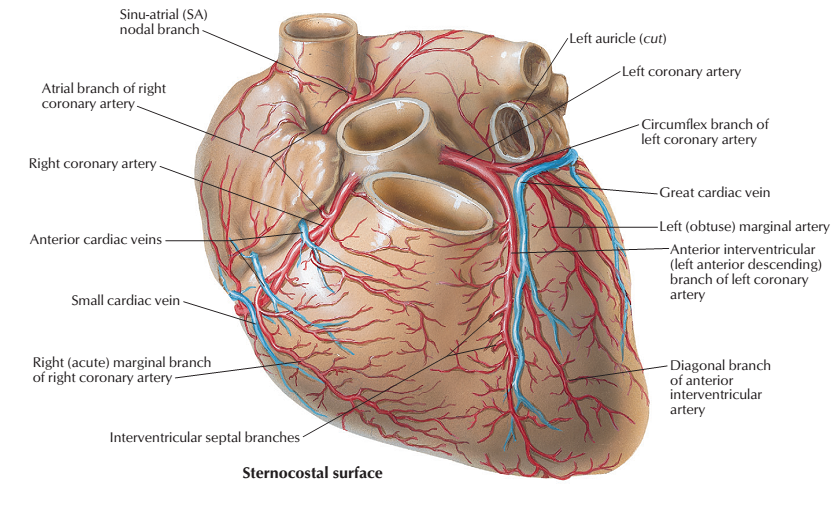 Sinu-atrial (SA)
nodal branch
Atrial branch of right
coronary artery
Right coronary artery
Anterior cardiac veins
Small cardiac vein
Right (acute) marginal branch
of right coronary artery
Interventricular septal branches
Left auricle (cut)
Left coronary artery
Circumflex branch of
left coronary artery
Great cardiac vein
Left (obtuse) marginal artery
Anterior interventricular
(left anterior descending)
branch of left coronary
artery
Diagonal branch
of anterior
interventricular
artery
Sternocostal surface